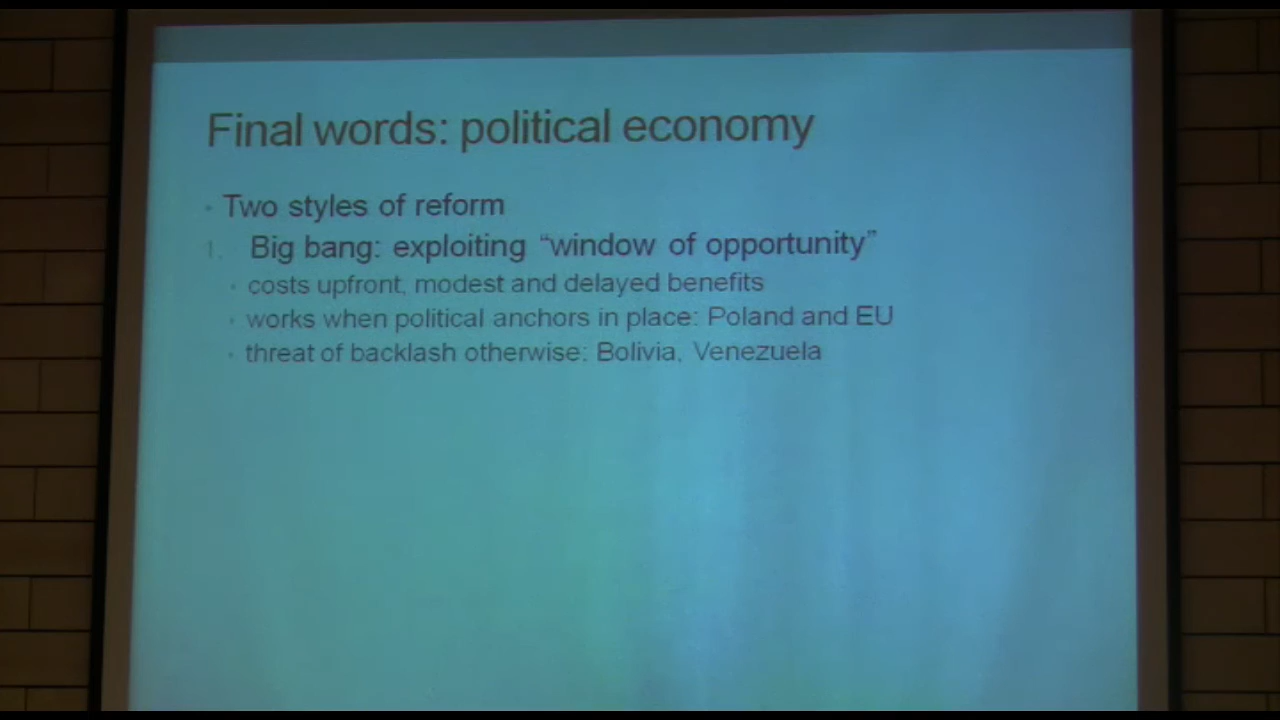 Final words: political economy
• Two styles of reform
1. Big bang: exploiting “window of opportunity”
• costs upfront, modest and delayed benefits
• works when political anchors in place: Poland and EU
• threat of backlash otherwise: Bolivia, Venezuela